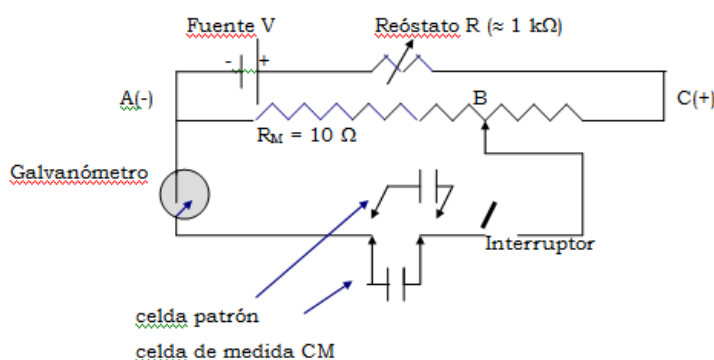 Fuente V
Reóstato R (≈ 1 kΩ)
- +
A(-)
B
C(+)
R_M = 10 Ω
Galvanómetro
Interruptor
celda patrón
celda de medida CM